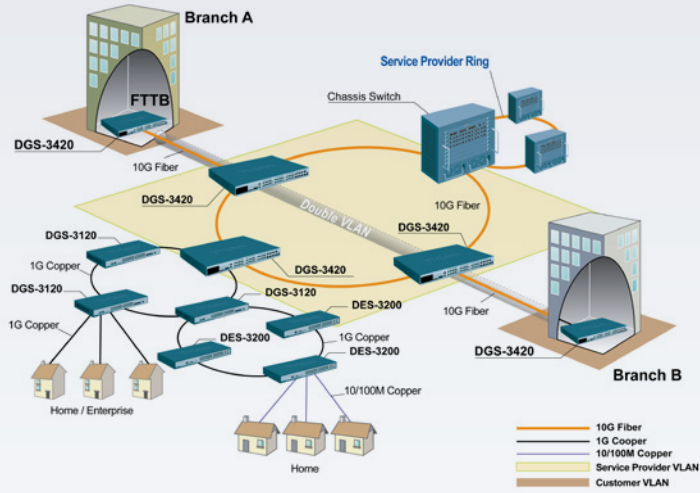 Branch A
Service Provider Ring
Chassis Switch
FTTB
DGS-3420
10G Fiber
DGS-3420
10G Fiber
Double VLAN
DGS-3420
DGS-3120
1G Copper
DGS-3420
DGS-3120
DGS-3120
10G Fiber
DES-3200
1G Copper
1G Copper
DES-3200
DES-3200
DGS-3420
10/100M Copper
Branch B
Home / Enterprise
Home
10G Fiber
1G Cooper
10/100M Copper
Service Provider VLAN
Customer VLAN